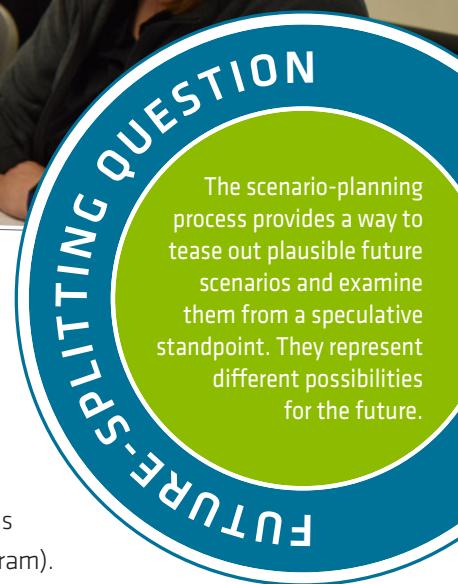 FUTURE-SPLITTING QUESTION
The scenario-planning
process provides a way to
tease out plausible future
scenarios and examine
them from a speculative
standpoint. They represent
different possibilities
for the future.